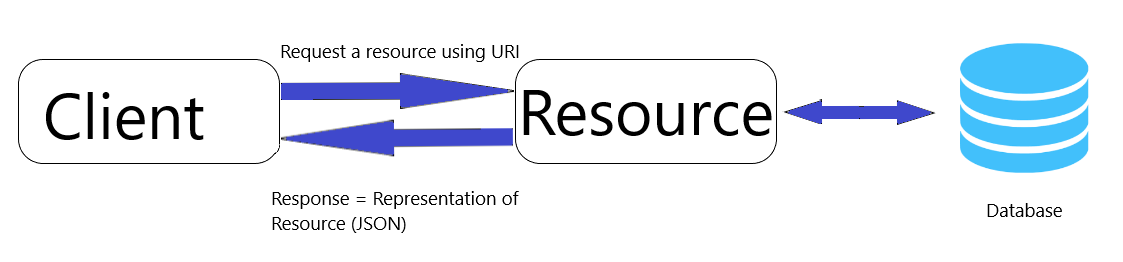 Request a resource using URI
Client
Resource
Response = Representation of
Resource (JSON)
Database